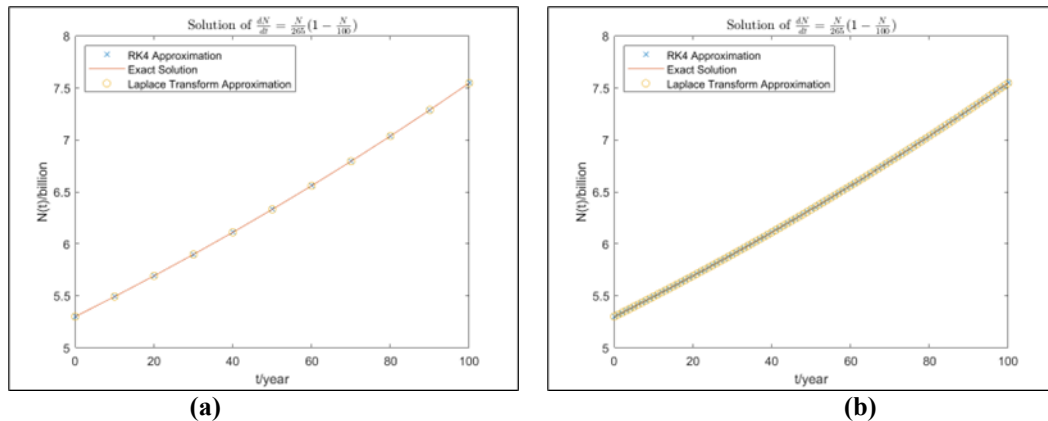 Solution of dN/dt = N/265(1 − N/100)
8
7.5
7
6.5
6
5.5
5
N(t)/billion
RK4 Approximation
Exact Solution
Laplace Transform Approximation
0 20 40 60 80 100
t/year
(a)
Solution of dN/dt = N/265(1 − N/100)
8
7.5
7
6.5
6
5.5
5
N(t)/billion
RK4 Approximation
Exact Solution
Laplace Transform Approximation
0 20 40 60 80 100
t/year
(b)